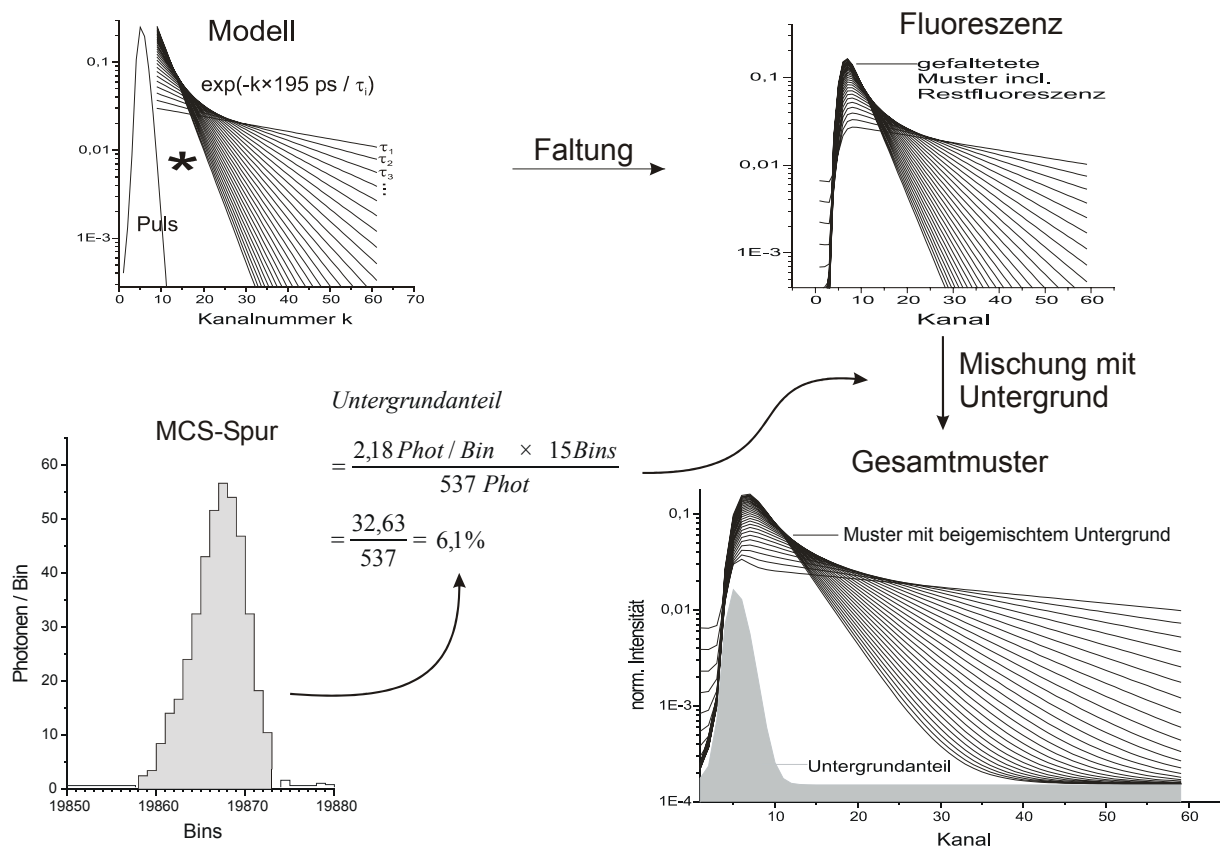 Modell
0,1
0,01
1E-3
exp(-k×195 ps / τi)
*
τ1
τ2
τ3
...
Puls
0 10 20 30 40 50 60 70
Kanalnummer k
Faltung
Fluoreszenz
0,1
0,01
1E-3
gefaltetete
Muster incl.
Restfluoreszenz
0 10 20 30 40 50 60
Kanal
Mischung mit
Untergrund
Untergrundanteil
= 2,18 Phot / Bin × 15Bins
537 Phot
= 32,63
537
= 6,1%
MCS-Spur
Photonen / Bin
60
50
40
30
20
10
0
19850 19860 19870 19880
Bins
Gesamtmuster
norm. Intensität
0,1
0,01
1E-3
1E-4
Muster mit beigemischtem Untergrund
Untergrundanteil
10 20 30 40 50 60
Kanal